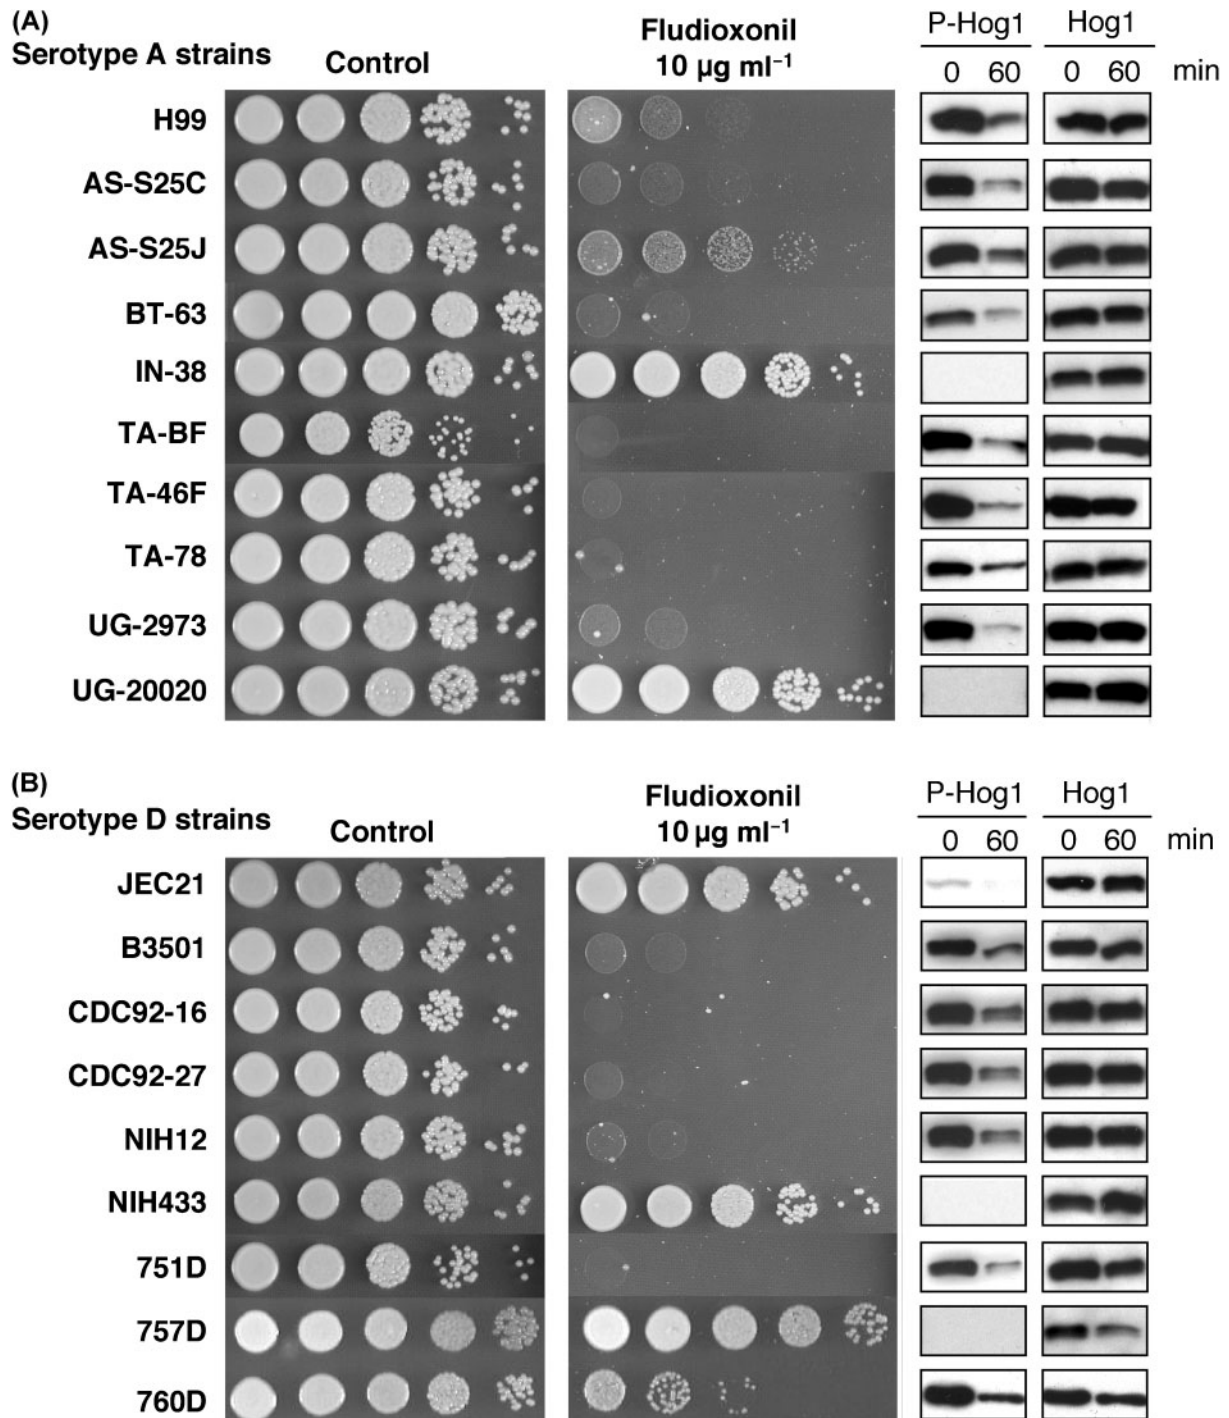 (A)
Serotype A strains
Control
Fludioxonil
10 µg ml⁻¹
P-Hog1 Hog1
0 60 0 60 min
H99
AS-S25C
AS-S25J
BT-63
IN-38
TA-BF
TA-46F
TA-78
UG-2973
UG-20020
(B)
Serotype D strains
Control
Fludioxonil
10 µg ml⁻¹
P-Hog1 Hog1
0 60 0 60 min
JEC21
B3501
CDC92-16
CDC92-27
NIH12
NIH433
751D
757D
760D